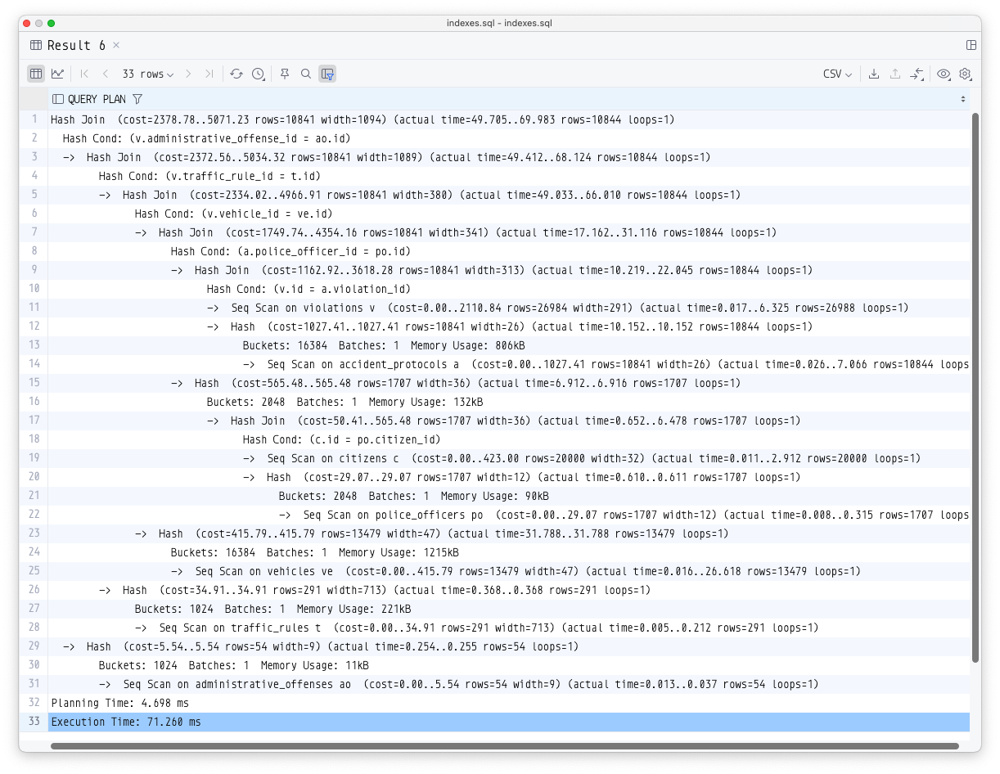 indexes.sql – indexes.sql
Result 6 ×
33 rows
CSV
QUERY PLAN
1 Hash Join  (cost=2378.78..5071.23 rows=10841 width=1094) (actual time=49.705..69.983 rows=10844 loops=1)
2 Hash Cond: (v.administrative_offense_id = ao.id)
3 ->  Hash Join  (cost=2372.56..5034.32 rows=10841 width=1089) (actual time=49.412..68.124 rows=10844 loops=1)
4 Hash Cond: (v.traffic_rule_id = t.id)
5 ->  Hash Join  (cost=2334.02..4966.91 rows=10841 width=380) (actual time=49.033..66.010 rows=10844 loops=1)
6 Hash Cond: (v.vehicle_id = ve.id)
7 ->  Hash Join  (cost=1749.74..4354.16 rows=10841 width=341) (actual time=17.162..31.116 rows=10844 loops=1)
8 Hash Cond: (a.police_officer_id = po.id)
9 ->  Hash Join  (cost=1162.92..3618.28 rows=10841 width=313) (actual time=10.219..22.045 rows=10844 loops=1)
10 Hash Cond: (v.id = a.violation_id)
11 ->  Seq Scan on violations v  (cost=0.00..2110.84 rows=26984 width=291) (actual time=0.017..6.325 rows=26988 loops=1)
12 ->  Hash  (cost=1027.41..1027.41 rows=10841 width=26) (actual time=10.152..10.152 rows=10844 loops=1)
13 Buckets: 16384  Batches: 1  Memory Usage: 806kB
14 ->  Seq Scan on accident_protocols a  (cost=0.00..1027.41 rows=10841 width=26) (actual time=0.026..7.066 rows=10844 loops
15 ->  Hash  (cost=565.48..565.48 rows=1707 width=36) (actual time=6.912..6.916 rows=1707 loops=1)
16 Buckets: 2048  Batches: 1  Memory Usage: 132kB
17 ->  Hash Join  (cost=50.41..565.48 rows=1707 width=36) (actual time=0.652..6.478 rows=1707 loops=1)
18 Hash Cond: (c.id = po.citizen_id)
19 ->  Seq Scan on citizens c  (cost=0.00..423.00 rows=20000 width=32) (actual time=0.011..2.912 rows=20000 loops=1)
20 ->  Hash  (cost=29.07..29.07 rows=1707 width=12) (actual time=0.610..0.611 rows=1707 loops=1)
21 Buckets: 2048  Batches: 1  Memory Usage: 90kB
22 ->  Seq Scan on police_officers po  (cost=0.00..29.07 rows=1707 width=12) (actual time=0.008..0.315 rows=1707 loops
23 ->  Hash  (cost=415.79..415.79 rows=13479 width=47) (actual time=31.788..31.788 rows=13479 loops=1)
24 Buckets: 16384  Batches: 1  Memory Usage: 1215kB
25 ->  Seq Scan on vehicles ve  (cost=0.00..415.79 rows=13479 width=47) (actual time=0.016..26.618 rows=13479 loops=1)
26 ->  Hash  (cost=34.91..34.91 rows=291 width=713) (actual time=0.368..0.368 rows=291 loops=1)
27 Buckets: 1024  Batches: 1  Memory Usage: 221kB
28 ->  Seq Scan on traffic_rules t  (cost=0.00..34.91 rows=291 width=713) (actual time=0.005..0.212 rows=291 loops=1)
29 ->  Hash  (cost=5.54..5.54 rows=54 width=9) (actual time=0.254..0.255 rows=54 loops=1)
30 Buckets: 1024  Batches: 1  Memory Usage: 11kB
31 ->  Seq Scan on administrative_offenses ao  (cost=0.00..5.54 rows=54 width=9) (actual time=0.013..0.037 rows=54 loops=1)
32 Planning Time: 4.698 ms
33 Execution Time: 71.260 ms